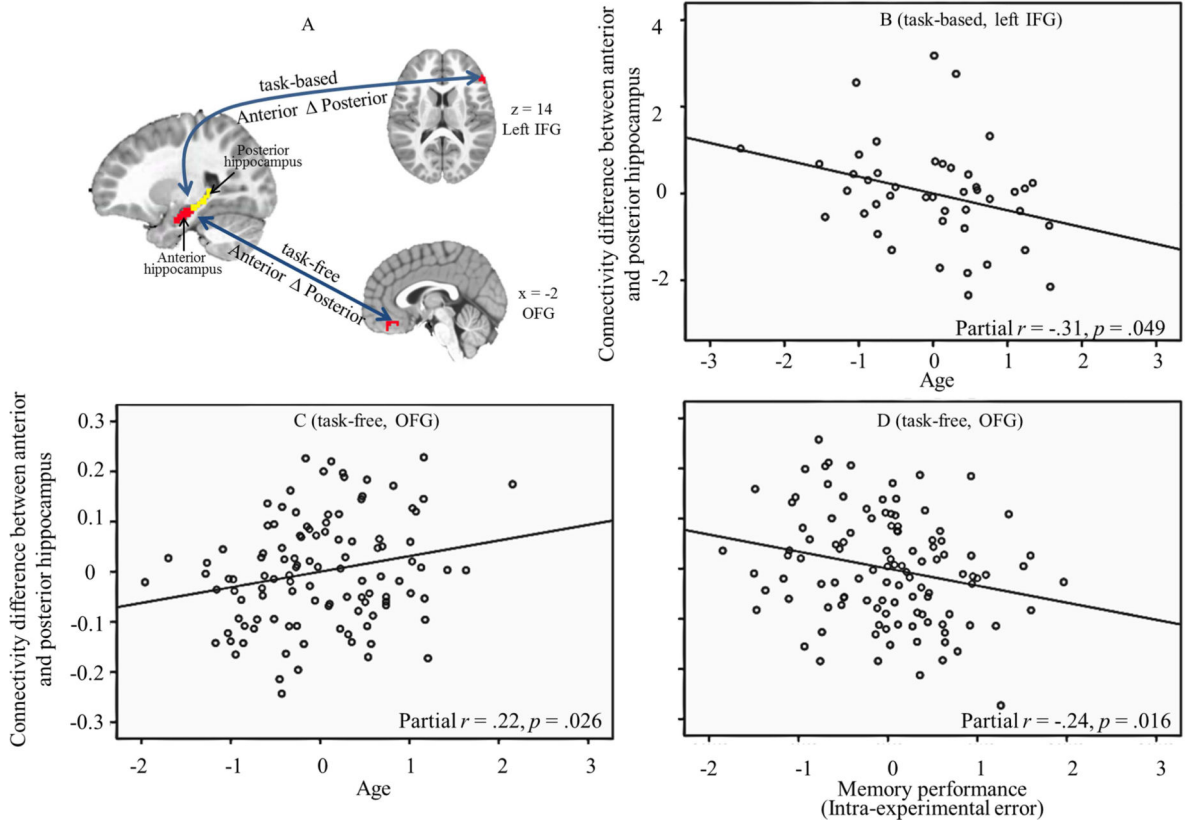 A
task-based
Anterior Δ Posterior
z = 14
Left IFG
Posterior
hippocampus
Anterior
hippocampus
task-free
Anterior Δ Posterior
x = -2
OFG
B (task-based, left IFG)
Connectivity difference between anterior
and posterior hippocampus
4
2
0
-2
Partial r = -.31, p = .049
-3 -2 -1 0 1 2 3
Age
C (task-free, OFG)
Connectivity difference between anterior
and posterior hippocampus
0.3
0.2
0.1
0
-0.1
-0.2
-0.3
Partial r = .22, p = .026
-2 -1 0 1 2 3
Age
D (task-free, OFG)
Partial r = -.24, p = .016
-2 -1 0 1 2 3
Memory performance
(Intra-experimental error)